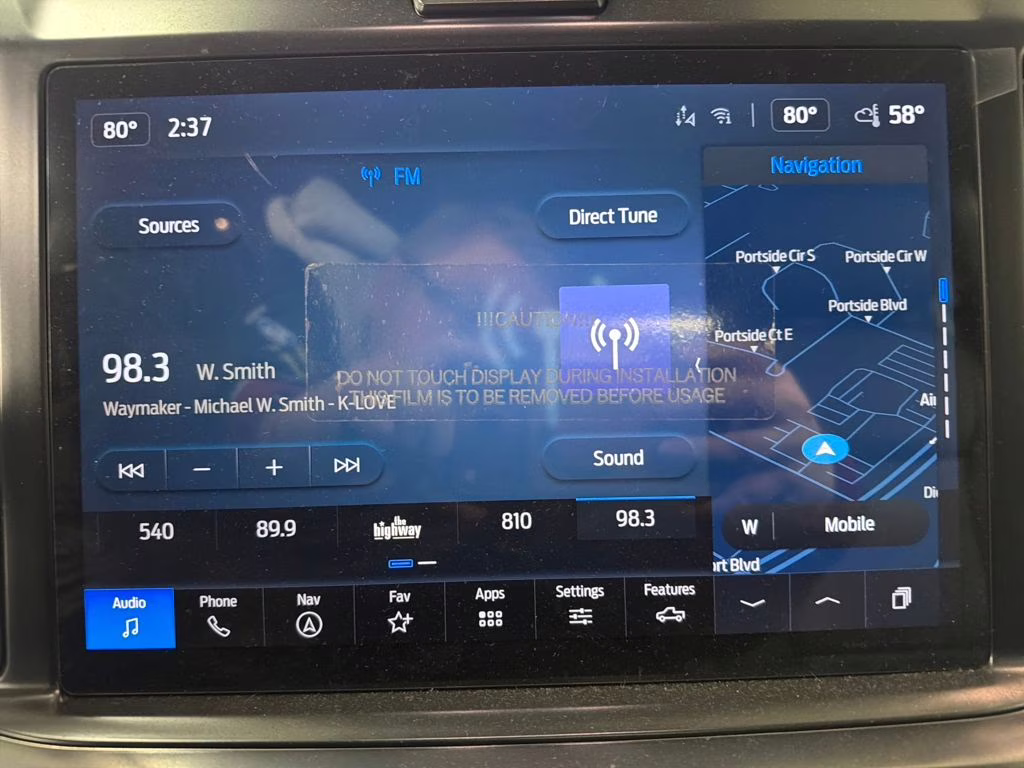 80° 2:37 80° 58°
FM
Navigation
Sources
Direct Tune
Portside Cir S Portside Cir W
Portside Blvd
Portside Ct E
!!!CAUTION
DO NOT TOUCH DISPLAY DURING INSTALLATION
THIS FILM IS TO BE REMOVED BEFORE USAGE
98.3 W. Smith
Waymaker - Michael W. Smith - K-LOVE
Sound
540 89.9 the highway 810 98.3
W Mobile
rt Blvd
Audio Phone Nav Fav Apps Settings Features